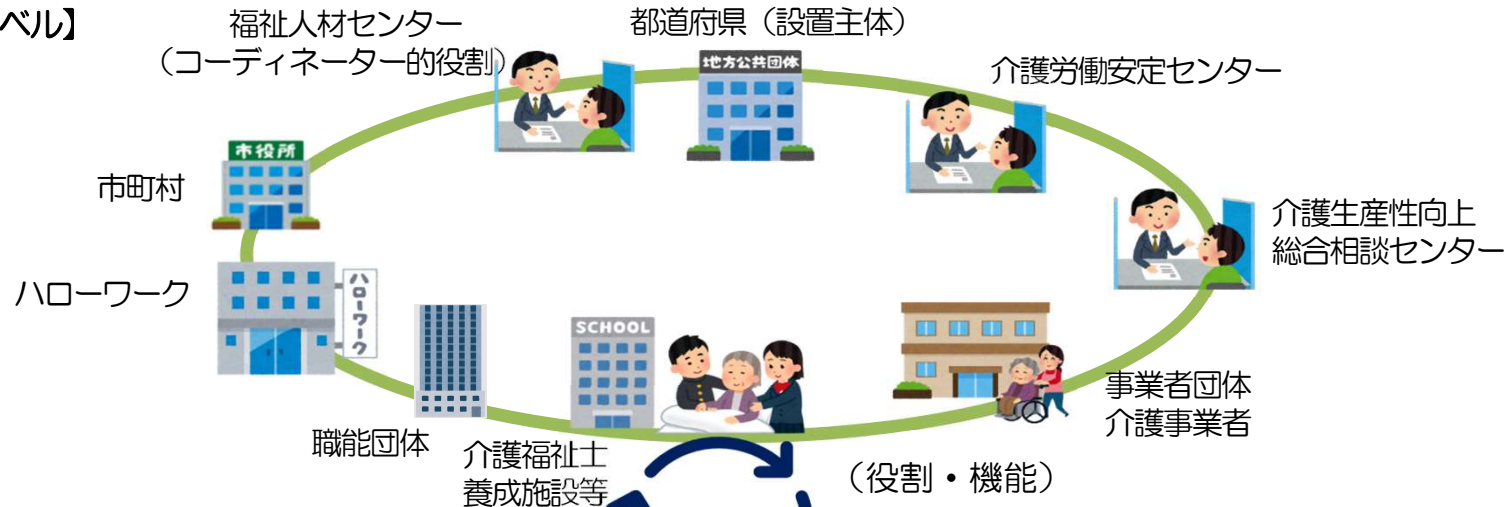 ベル】
福祉人材センター
（コーディネーター的役割）
都道府県（設置主体）
地方公共団体
介護労働安定センター
市役所
市町村
介護生産性向上
総合相談センター
ハローワーク
ハローワーク
SCHOOL
事業者団体
介護事業者
職能団体
介護福祉士
養成施設等
（役割・機能）